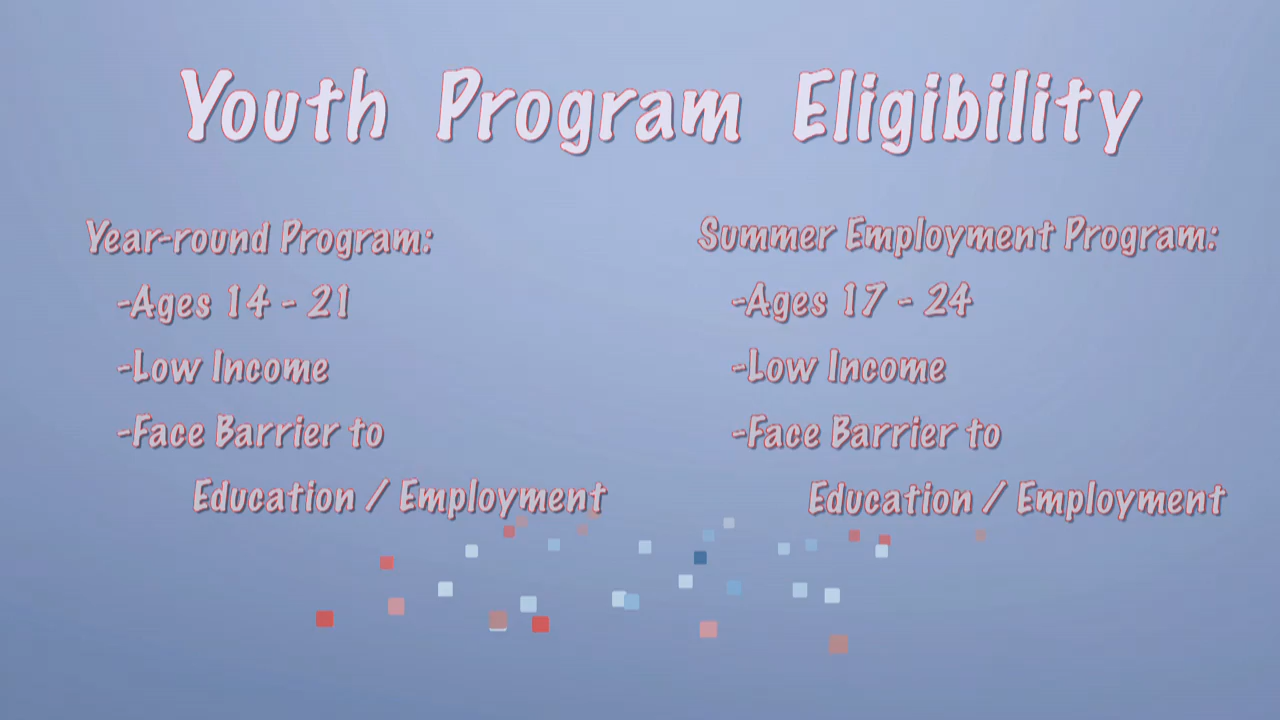 Youth Program Eligibility
Year-round Program:
-Ages 14 - 21
-Low Income
-Face Barrier to
Education / Employment
Summer Employment Program:
-Ages 17 - 24
-Low Income
-Face Barrier to
Education / Employment